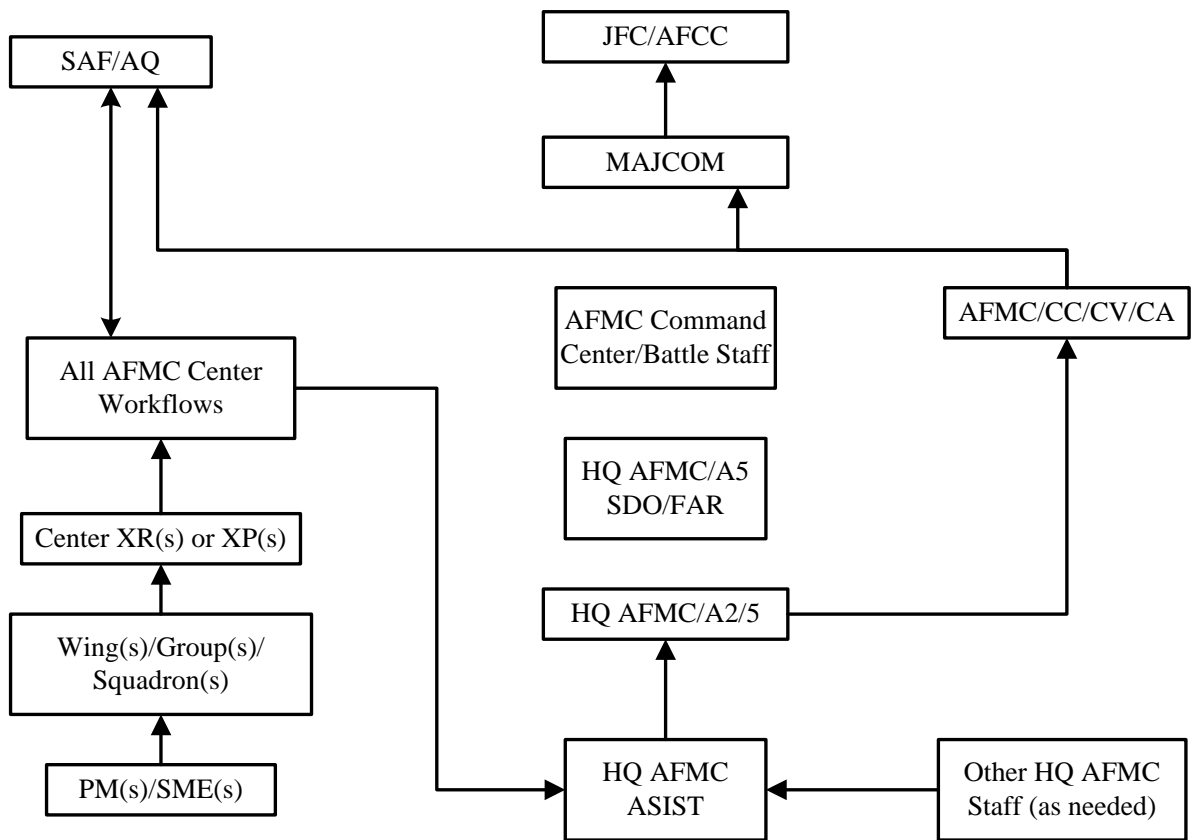 JFC/AFCC
SAF/AQ
MAJCOM
AFMC/CC/CV/CA
AFMC Command
Center/Battle Staff
All AFMC Center
Workflows
HQ AFMC/A5
SDO/FAR
Center XR(s) or XP(s)
HQ AFMC/A2/5
Wing(s)/Group(s)/
Squadron(s)
PM(s)/SME(s)
HQ AFMC
ASIST
Other HQ AFMC
Staff (as needed)